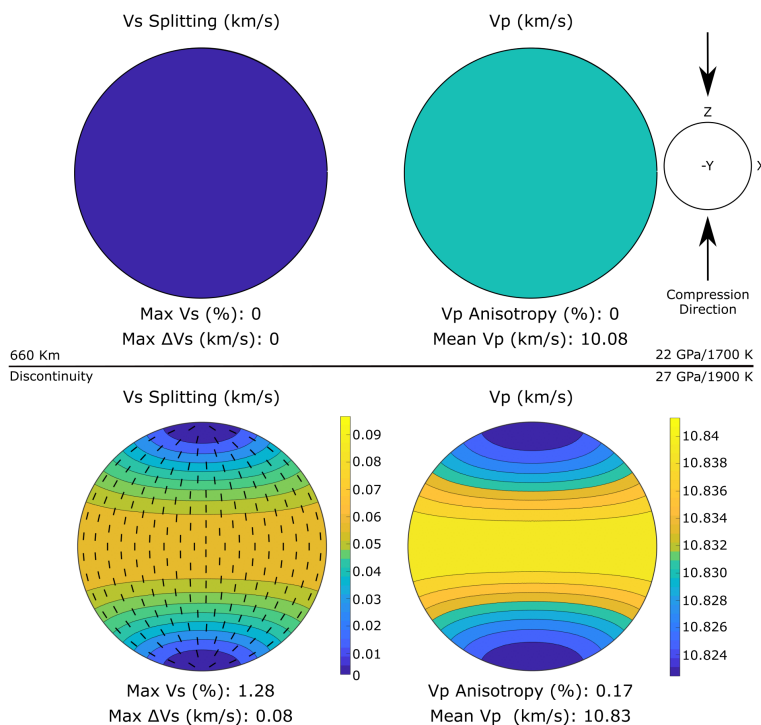 Vs Splitting (km/s)
Vp (km/s)
Z
-Y
X
Compression
Direction
Max Vs (%): 0
Max ΔVs (km/s): 0
Vp Anisotropy (%): 0
Mean Vp (km/s): 10.08
660 Km
22 GPa/1700 K
Discontinuity
27 GPa/1900 K
Vs Splitting (km/s)
Vp (km/s)
0.09
0.08
0.07
0.06
0.05
0.04
0.03
0.02
0.01
0
10.84
10.838
10.836
10.834
10.832
10.830
10.828
10.826
10.824
Max Vs (%): 1.28
Max ΔVs (km/s): 0.08
Vp Anisotropy (%): 0.17
Mean Vp (km/s): 10.83